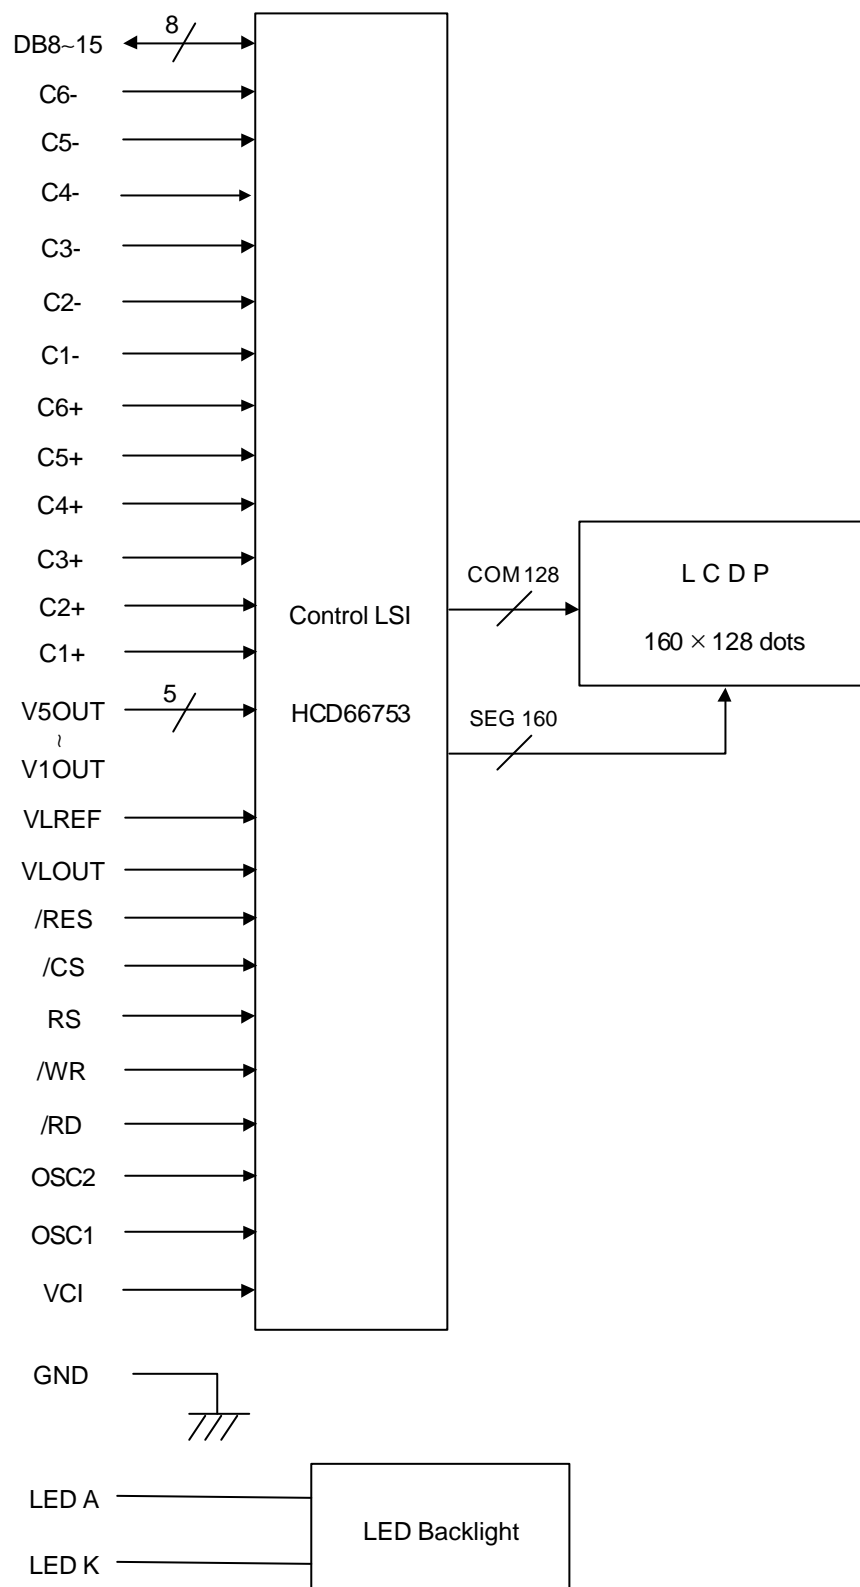 8
DB8~15
C6-
C5-
C4-
C3-
C2-
C1-
C6+
C5+
C4+
C3+
C2+
C1+
5
V5OUT
~
V1OUT
VLREF
VLOUT
/RES
/CS
RS
/WR
/RD
OSC2
OSC1
VCI
GND
LED A
LED K
Control LSI
HCD66753
COM 128
SEG 160
L C D P
160 × 128 dots
LED Backlight